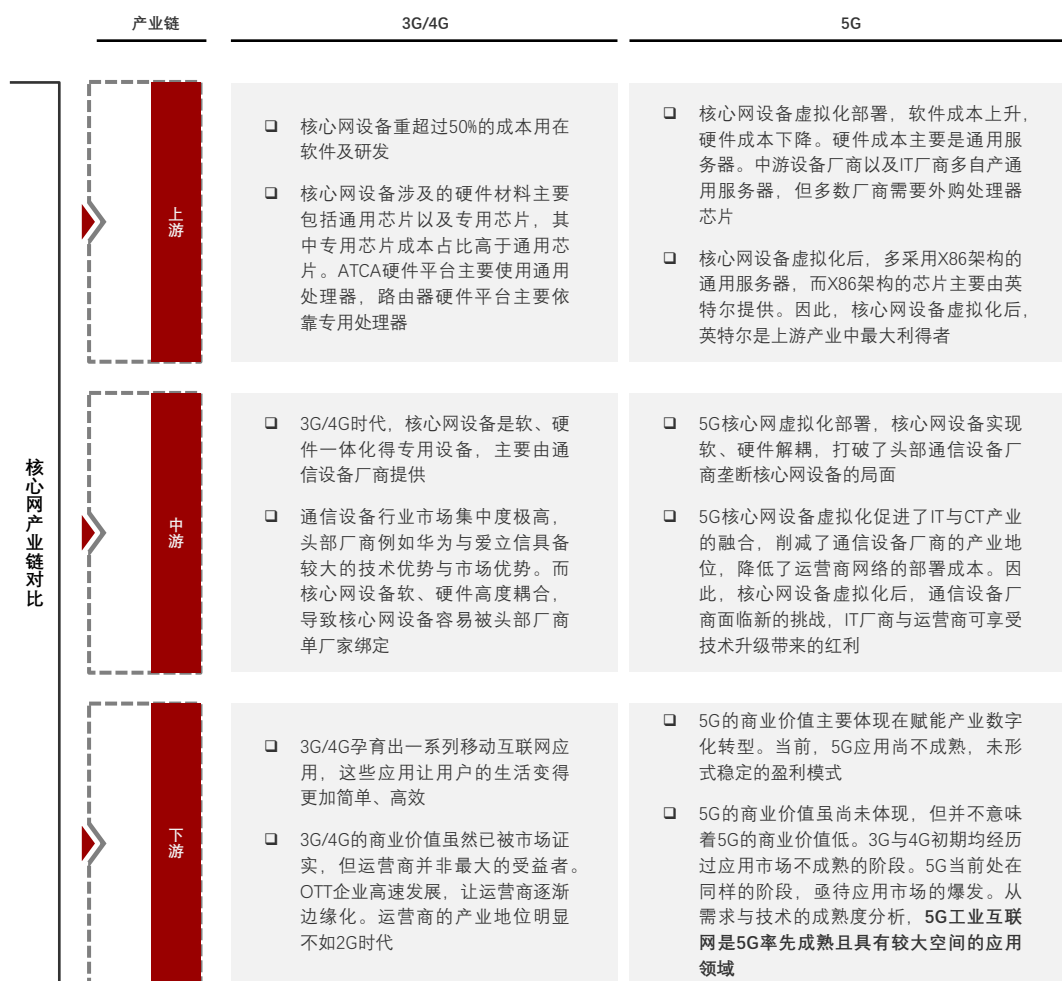 产业链
3G/4G
5G
核心网产业链对比
上游
核心网设备重超过50%的成本用在
软件及研发
核心网设备涉及的硬件材料主要
包括通用芯片以及专用芯片，其
中专用芯片成本占比高于通用芯
片。ATCA硬件平台主要使用通用
处理器，路由器硬件平台主要依
靠专用处理器
核心网设备虚拟化部署，软件成本上升，
硬件成本下降。硬件成本主要是通用服
务器。中游设备厂商以及IT厂商多自产通
用服务器，但多数厂商需要外购处理器
芯片
核心网设备虚拟化后，多采用X86架构的
通用服务器，而X86架构的芯片主要由英
特尔提供。因此，核心网设备虚拟化后，
英特尔是上游产业中最大利得者
中游
3G/4G时代，核心网设备是软、硬
件一体化得专用设备，主要由通
信设备厂商提供
通信设备行业市场集中度极高，
头部厂商例如华为与爱立信具备
较大的技术优势与市场优势。而
核心网设备软、硬件高度耦合，
导致核心网设备容易被头部厂商
单厂家绑定
5G核心网虚拟化部署，核心网设备实现
软、硬件解耦，打破了头部通信设备厂
商垄断核心网设备的局面
5G核心网设备虚拟化促进了IT与CT产业
的融合，削减了通信设备厂商的产业地
位，降低了运营商网络的部署成本。因
此，核心网设备虚拟化后，通信设备厂
商面临新的挑战，IT厂商与运营商可享受
技术升级带来的红利
下游
3G/4G孕育出一系列移动互联网应
用，这些应用让用户的生活变得
更加简单、高效
3G/4G的商业价值虽然已被市场证
实，但运营商并非最大的受益者。
OTT企业高速发展，让运营商逐渐
边缘化。运营商的产业地位明显
不如2G时代
5G的商业价值主要体现在赋能产业数字
化转型。当前，5G应用尚不成熟，未形
式稳定的盈利模式
5G的商业价值虽尚未体现，但并不意味
着5G的商业价值低。3G与4G初期均经历
过应用市场不成熟的阶段。5G当前处在
同样的阶段，亟待应用市场的爆发。从
需求与技术的成熟度分析，5G工业互联
网是5G率先成熟且具有较大空间的应用
领域